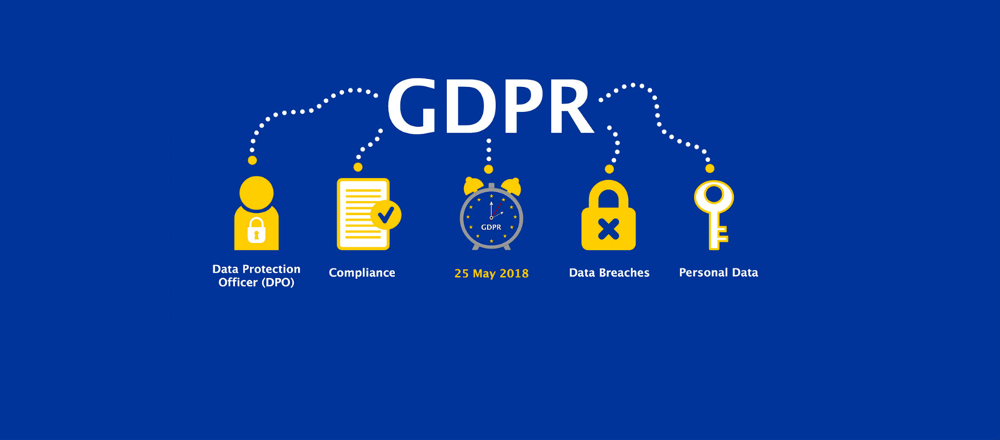 GDPR
GDPR
Data Protection
Officer (DPO)
Compliance
25 May 2018
Data Breaches
Personal Data